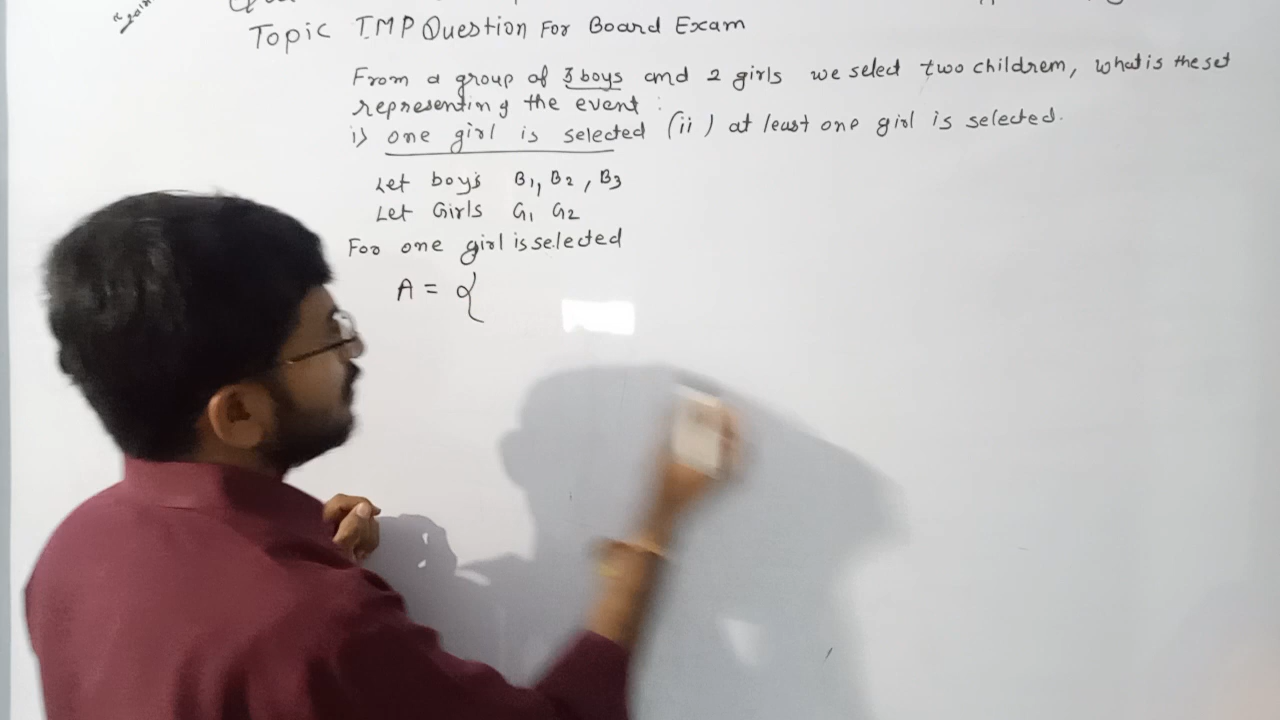 Topic IMP Question For Board Exam
From a group of 3 boys and 2 girls we select two children, what is the set
representing the event :
i) one girl is selected (ii) at least one girl is selected.
Let boys B1, B2, B3
Let Girls G1 G2
For one girl is selected
A = {